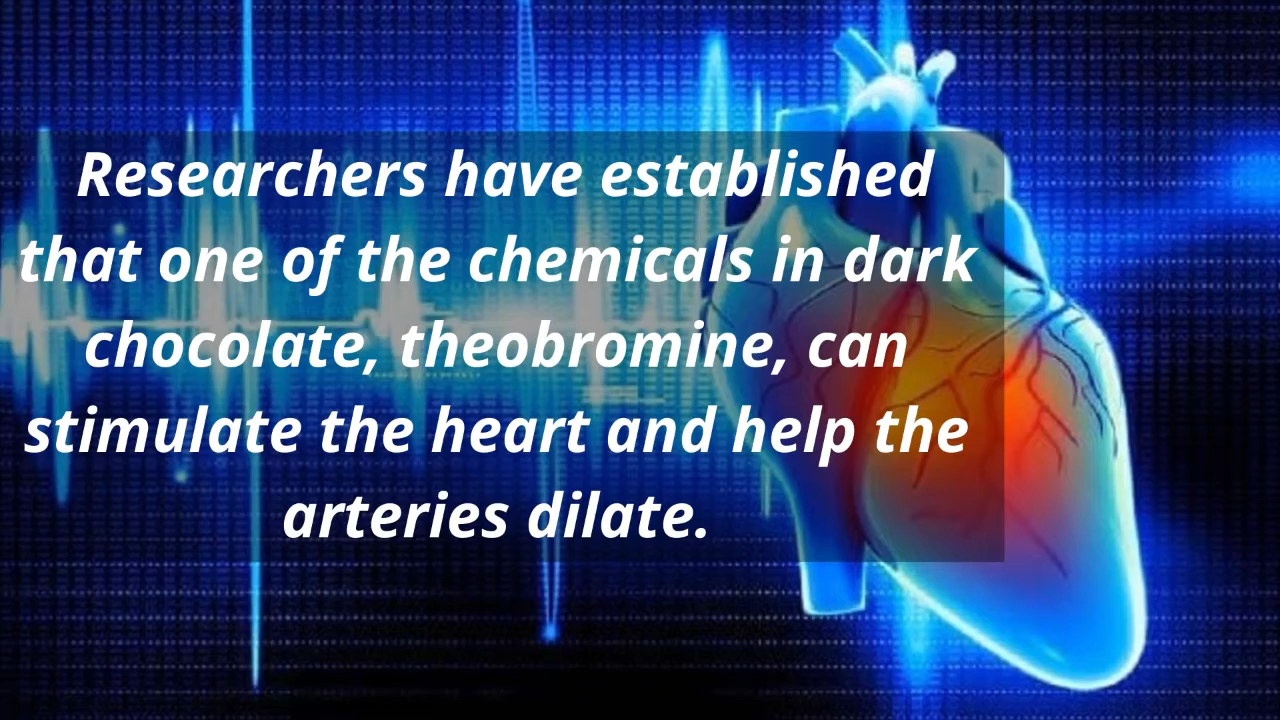 Researchers have established
that one of the chemicals in dark
chocolate, theobromine, can
stimulate the heart and help the
arteries dilate.